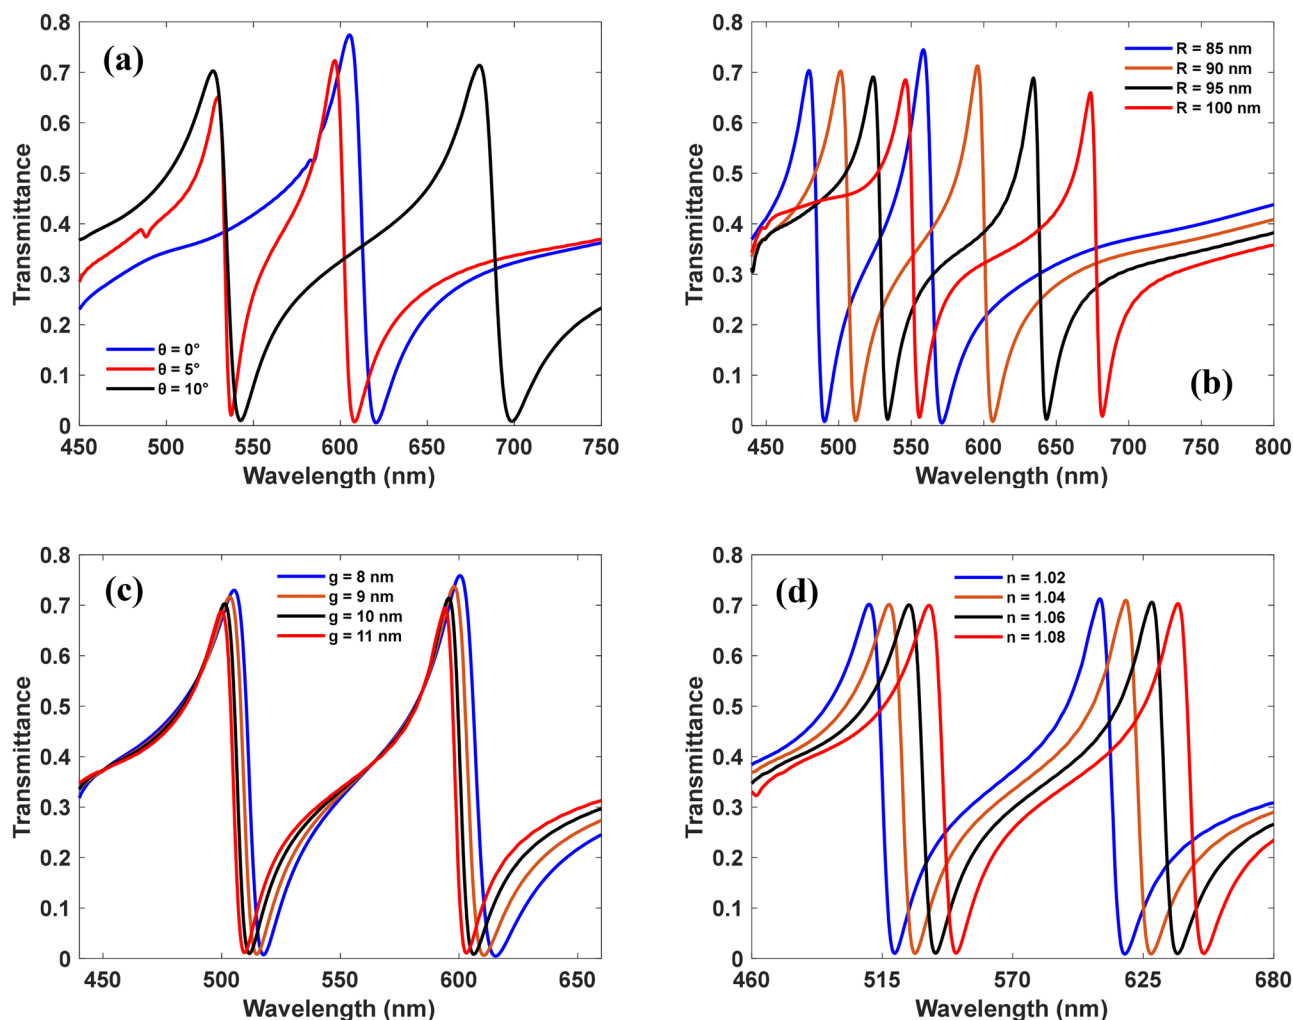 (a)
Transmittance
0.8
0.7
0.6
0.5
0.4
0.3
0.2
0.1
0
θ = 0°
θ = 5°
θ = 10°
450 500 550 600 650 700 750
Wavelength (nm)
(b)
Transmittance
0.8
0.7
0.6
0.5
0.4
0.3
0.2
0.1
0
R = 85 nm
R = 90 nm
R = 95 nm
R = 100 nm
450 500 550 600 650 700 750 800
Wavelength (nm)
(c)
Transmittance
0.8
0.7
0.6
0.5
0.4
0.3
0.2
0.1
0
g = 8 nm
g = 9 nm
g = 10 nm
g = 11 nm
450 500 550 600 650
Wavelength (nm)
(d)
Transmittance
0.8
0.7
0.6
0.5
0.4
0.3
0.2
0.1
0
n = 1.02
n = 1.04
n = 1.06
n = 1.08
460 515 570 625 680
Wavelength (nm)